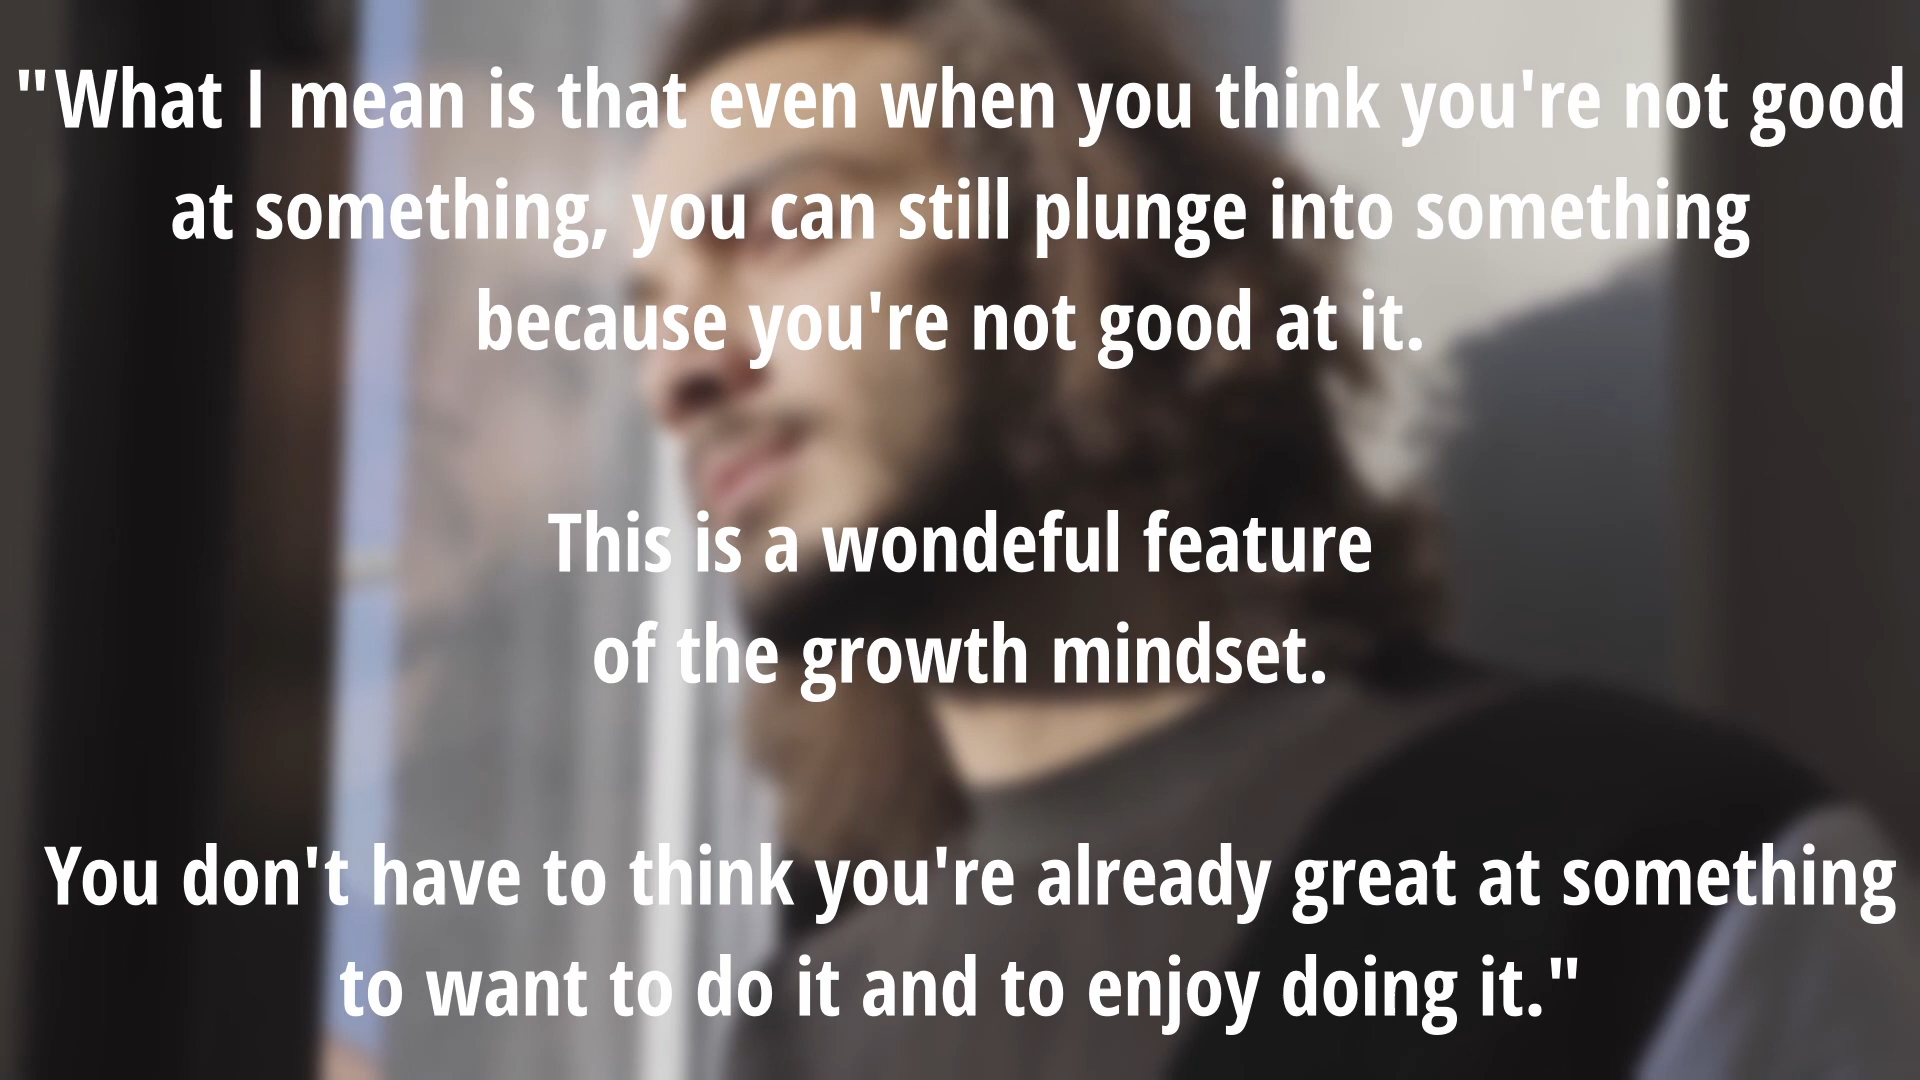 "What I mean is that even when you think you're not good
at something, you can still plunge into something
because you're not good at it.
This is a wondeful feature
of the growth mindset.
You don't have to think you're already great at something
to want to do it and to enjoy doing it."